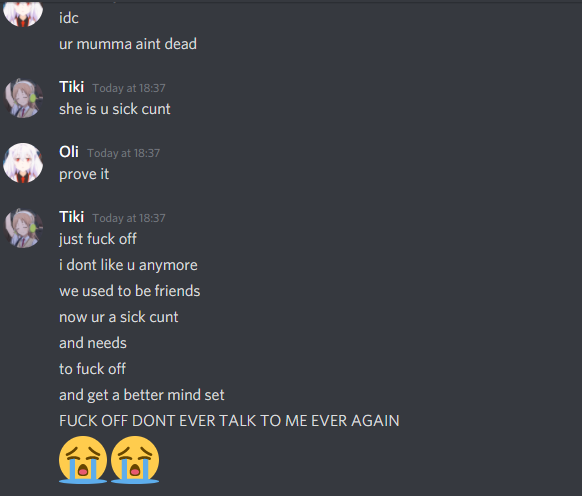 idc
ur mumma aint dead
Tiki Today at 18:37
she is u sick cunt
Oli Today at 18:37
prove it
Tiki Today at 18:37
just fuck off
i dont like u anymore
we used to be friends
now ur a sick cunt
and needs
to fuck off
and get a better mind set
FUCK OFF DONT EVER TALK TO ME EVER AGAIN